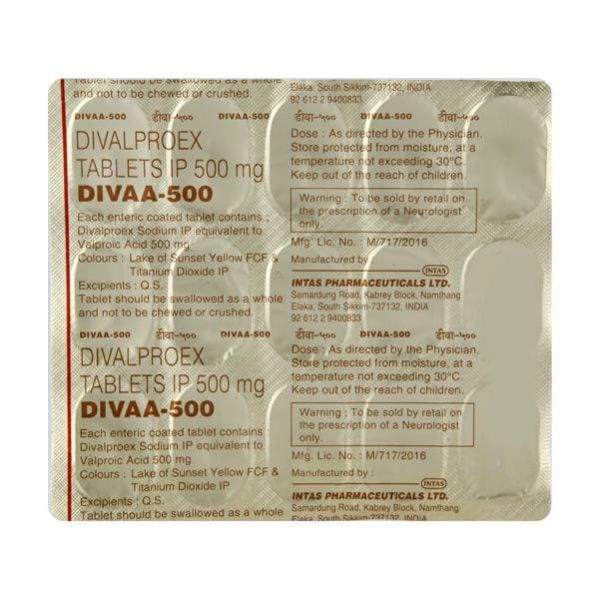 Tablet should be swallowed as a whole
and not to be chewed or crushed.
DIVAA-500 डीवा-५०० DIVAA-500
DIVALPROEX
TABLETS IP 500 mg
DIVAA-500
Each enteric coated tablet contains :
Divalproex Sodium IP equivalent to
Valproic Acid 500 mg
Colours : Lake of Sunset Yellow FCF &
Titanium Dioxide IP
Excipients : Q.S.
Tablet should be swallowed as a whole
and not to be chewed or crushed.
DIVAA-500 डीवा-५०० DIVAA-500
DIVALPROEX
TABLETS IP 500 mg
DIVAA-500
Each enteric coated tablet contains :
Divalproex Sodium IP equivalent to
Valproic Acid 500 mg
Colours : Lake of Sunset Yellow FCF &
Titanium Dioxide IP
Excipients : Q.S.
Tablet should be swallowed as a whole
Elaka, South Sikkim-737132, INDIA
92 612 2 9400833
डीवा-५०० DIVAA-500 डीवा-५००
Dose : As directed by the Physician.
Store protected from moisture, at a
temperature not exceeding 30°C.
Keep out of the reach of children.
Warning : To be sold by retail on
the prescription of a Neurologist
only.
Mfg. Lic. No. : M/717/2016
Manufactured by :
INTAS
INTAS PHARMACEUTICALS LTD.
Samardung Road, Kabrey Block, Namthang
Elaka, South Sikkim-737132, INDIA
92 612 2 9400833
डीवा-५०० DIVAA-500 डीवा-५००
Dose : As directed by the Physician.
Store protected from moisture, at a
temperature not exceeding 30°C.
Keep out of the reach of children.
Warning : To be sold by retail on
the prescription of a Neurologist
only.
Mfg. Lic. No. : M/717/2016
Manufactured by :
INTAS
INTAS PHARMACEUTICALS LTD.
Samardung Road, Kabrey Block, Namthang
Elaka, South Sikkim-737132, INDIA